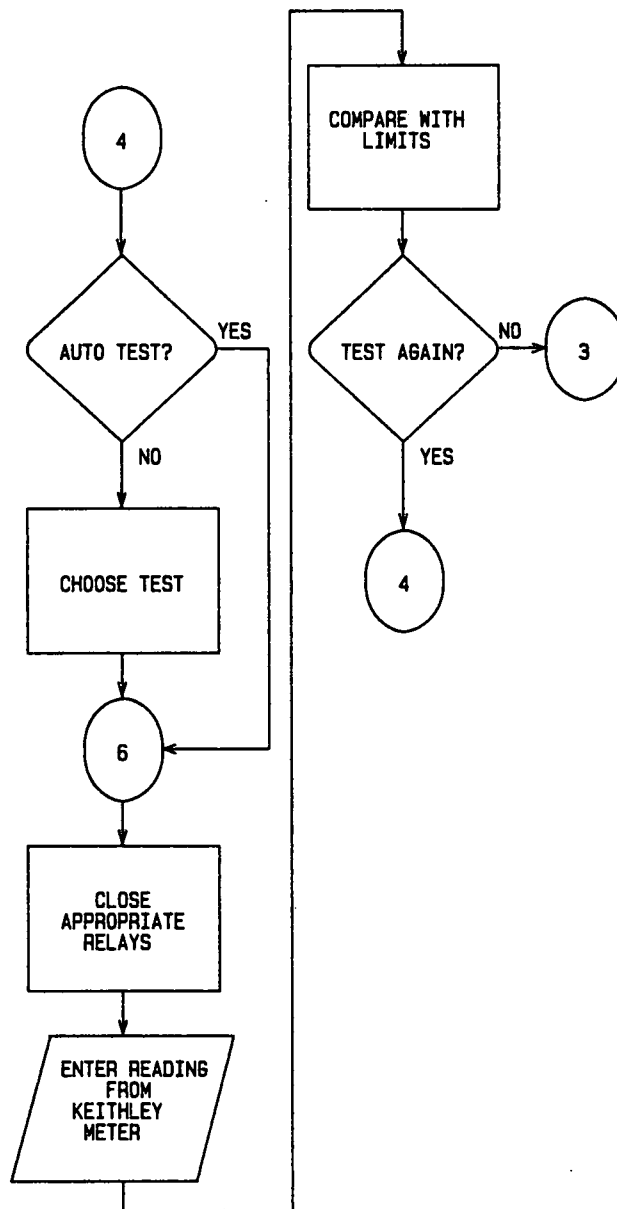 4
AUTO TEST?
YES
NO
CHOOSE TEST
6
CLOSE
APPROPRIATE
RELAYS
ENTER READING
FROM
KEITHLEY
METER
COMPARE WITH
LIMITS
TEST AGAIN?
NO
3
YES
4